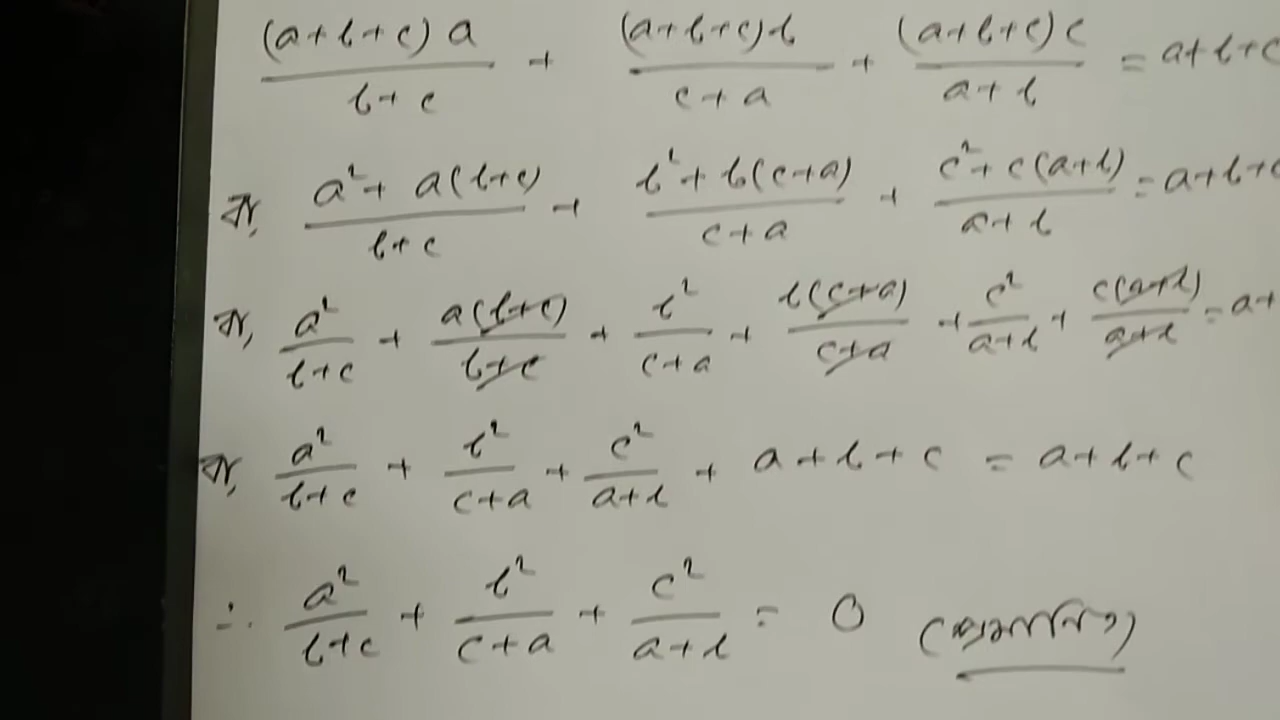 (a+b+c)a/(b+c) + (a+b+c)b/(c+a) + (a+b+c)c/(a+b) = a+b+c
বা, (a²+a(b+c))/(b+c) + (b²+b(c+a))/(c+a) + (c²+c(a+b))/(a+b) = a+b+c
বা, a²/(b+c) + a(b+c)/(b+c) + b²/(c+a) + b(c+a)/(c+a) + c²/(a+b) + c(a+b)/(a+b) = a+
বা, a²/(b+c) + b²/(c+a) + c²/(a+b) + a+b+c = a+b+c
∴ a²/(b+c) + b²/(c+a) + c²/(a+b) = 0 (প্রমাণিত)